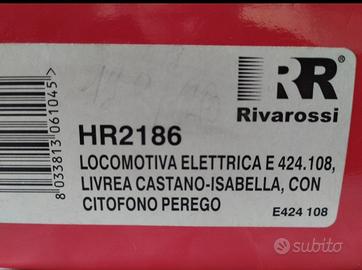 RR
Rivarossi
8 033813 061045
HR2186
LOCOMOTIVA ELETTRICA E 424.108,
LIVREA CASTANO-ISABELLA, CON
CITOFONO PEREGO
E424 108
subito